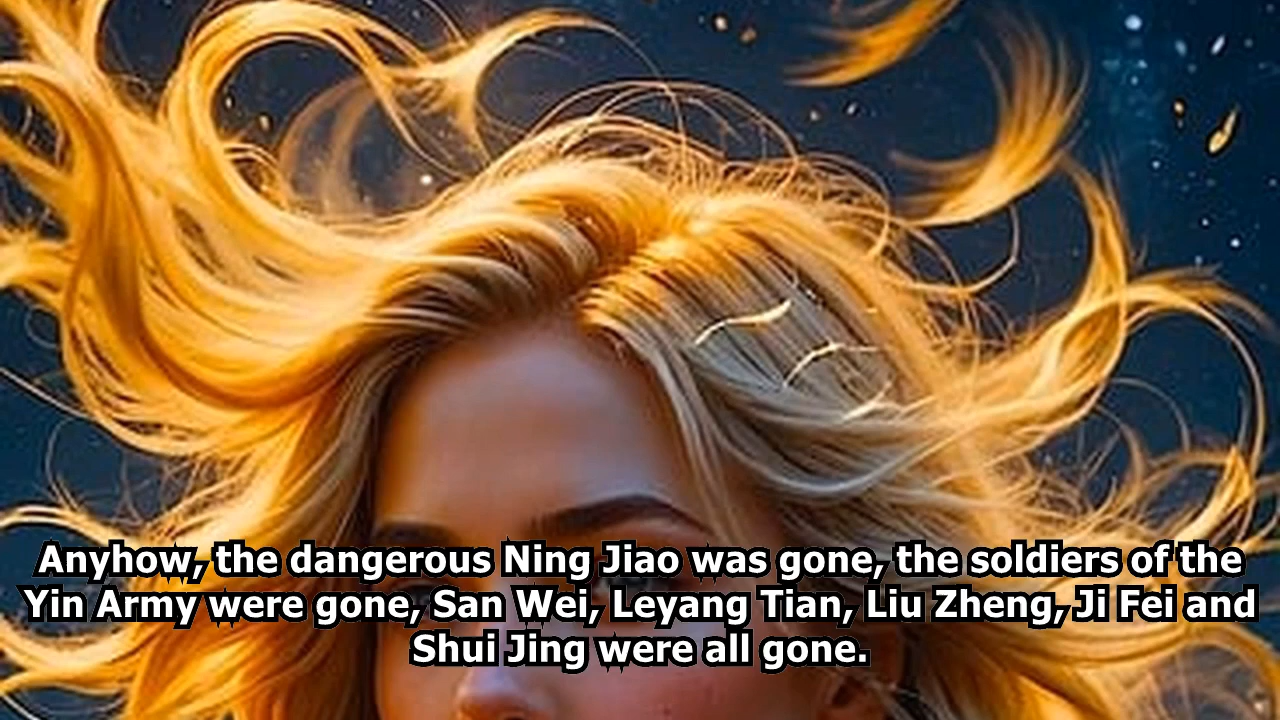 Anyhow, the dangerous Ning Jiao was gone, the soldiers of the
Yin Army were gone, San Wei, Leyang Tian, Liu Zheng, Ji Fei and
Shui Jing were all gone.